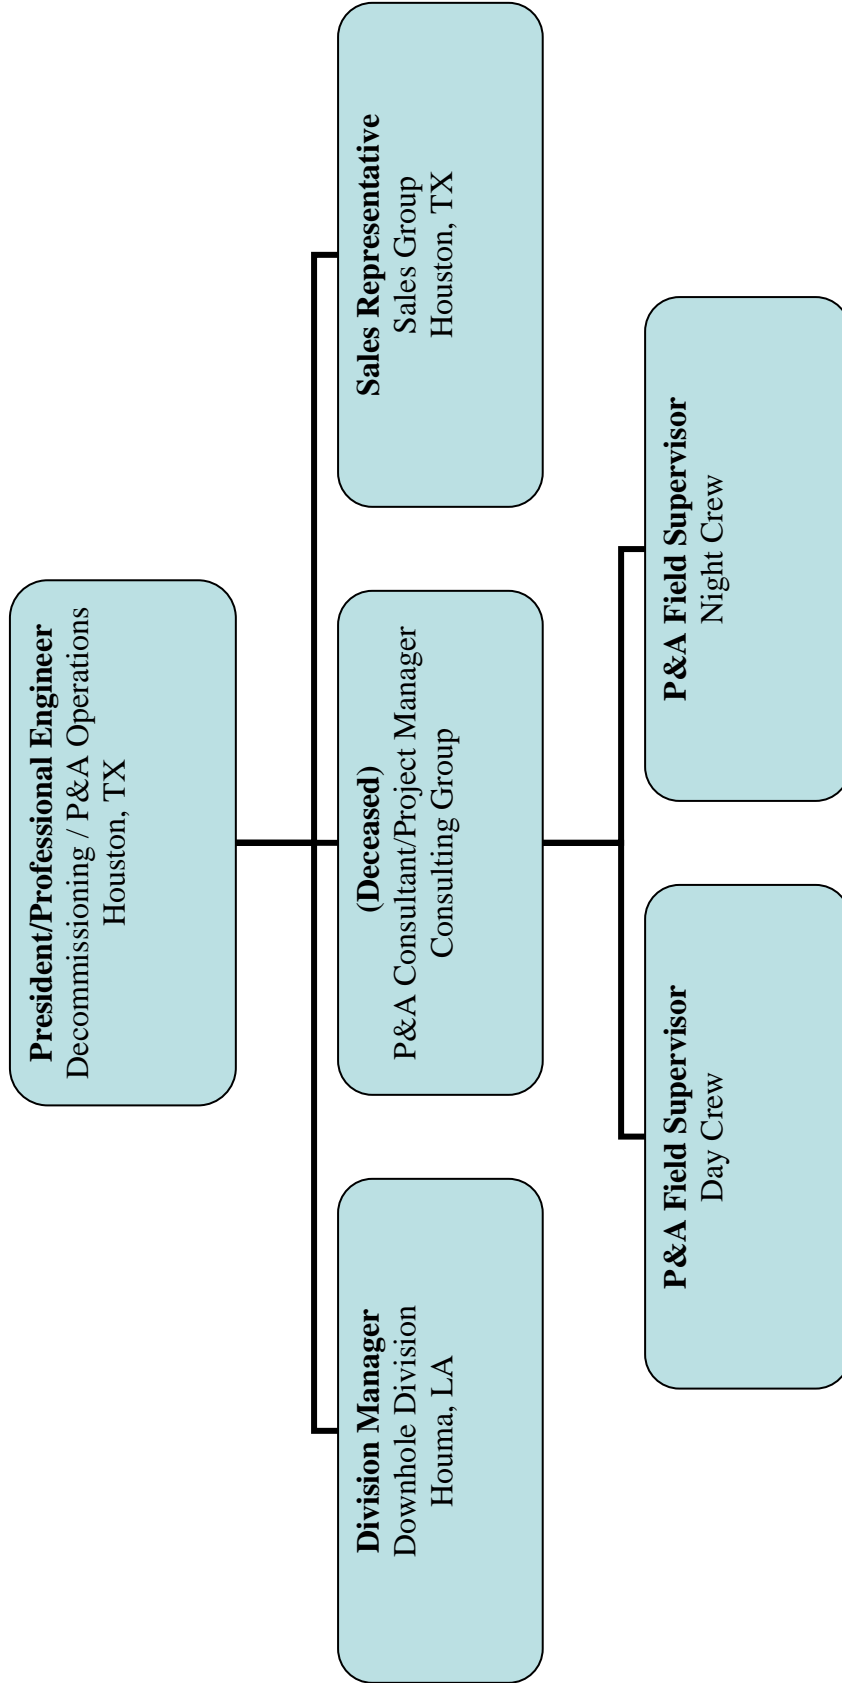 President/Professional Engineer
Decommissioning / P&A Operations
Houston, TX
Division Manager
Downhole Division
Houma, LA
(Deceased)
P&A Consultant/Project Manager
Consulting Group
Sales Representative
Sales Group
Houston, TX
P&A Field Supervisor
Day Crew
P&A Field Supervisor
Night Crew